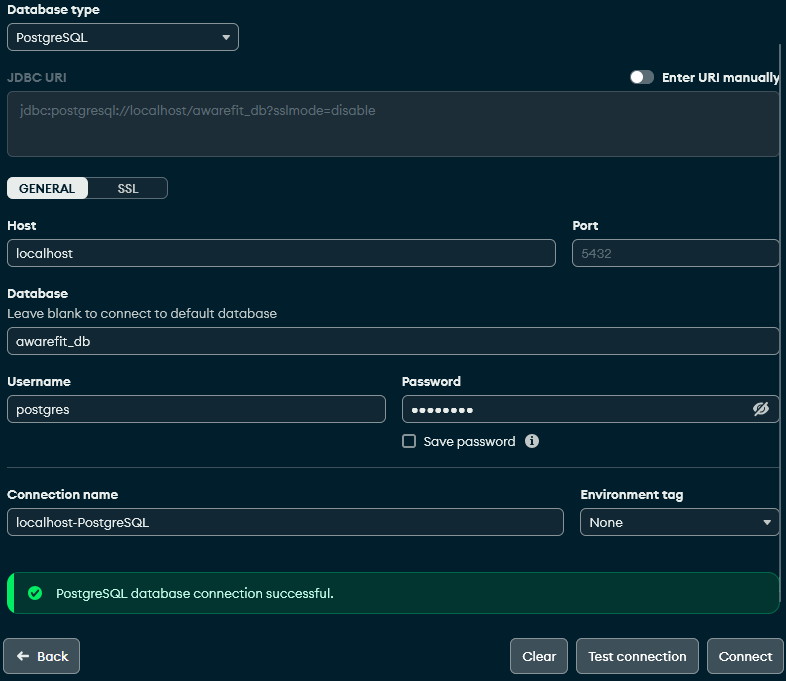 Database type
PostgreSQL
JDBC URI
Enter URI manually
jdbc:postgresql://localhost/awarefit_db?sslmode=disable
GENERAL SSL
Host
Port
localhost
5432
Database
Leave blank to connect to default database
awarefit_db
Username
Password
postgres
••••••••
Save password
Connection name
Environment tag
localhost-PostgreSQL
None
PostgreSQL database connection successful.
Back
Clear
Test connection
Connect